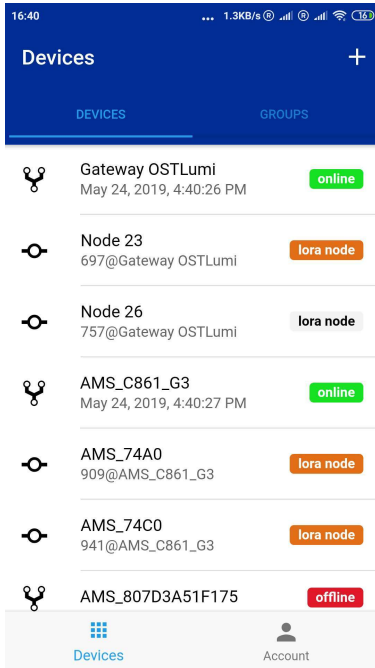 16:40
... 1.3KB/s ® ® 16
Devices
DEVICES
GROUPS
Gateway OSTLumi
May 24, 2019, 4:40:26 PM
online
Node 23
697@Gateway OSTLumi
lora node
Node 26
757@Gateway OSTLumi
lora node
AMS_C861_G3
May 24, 2019, 4:40:27 PM
online
AMS_74A0
909@AMS_C861_G3
lora node
AMS_74C0
941@AMS_C861_G3
lora node
AMS_807D3A51F175
offline
Devices
Account